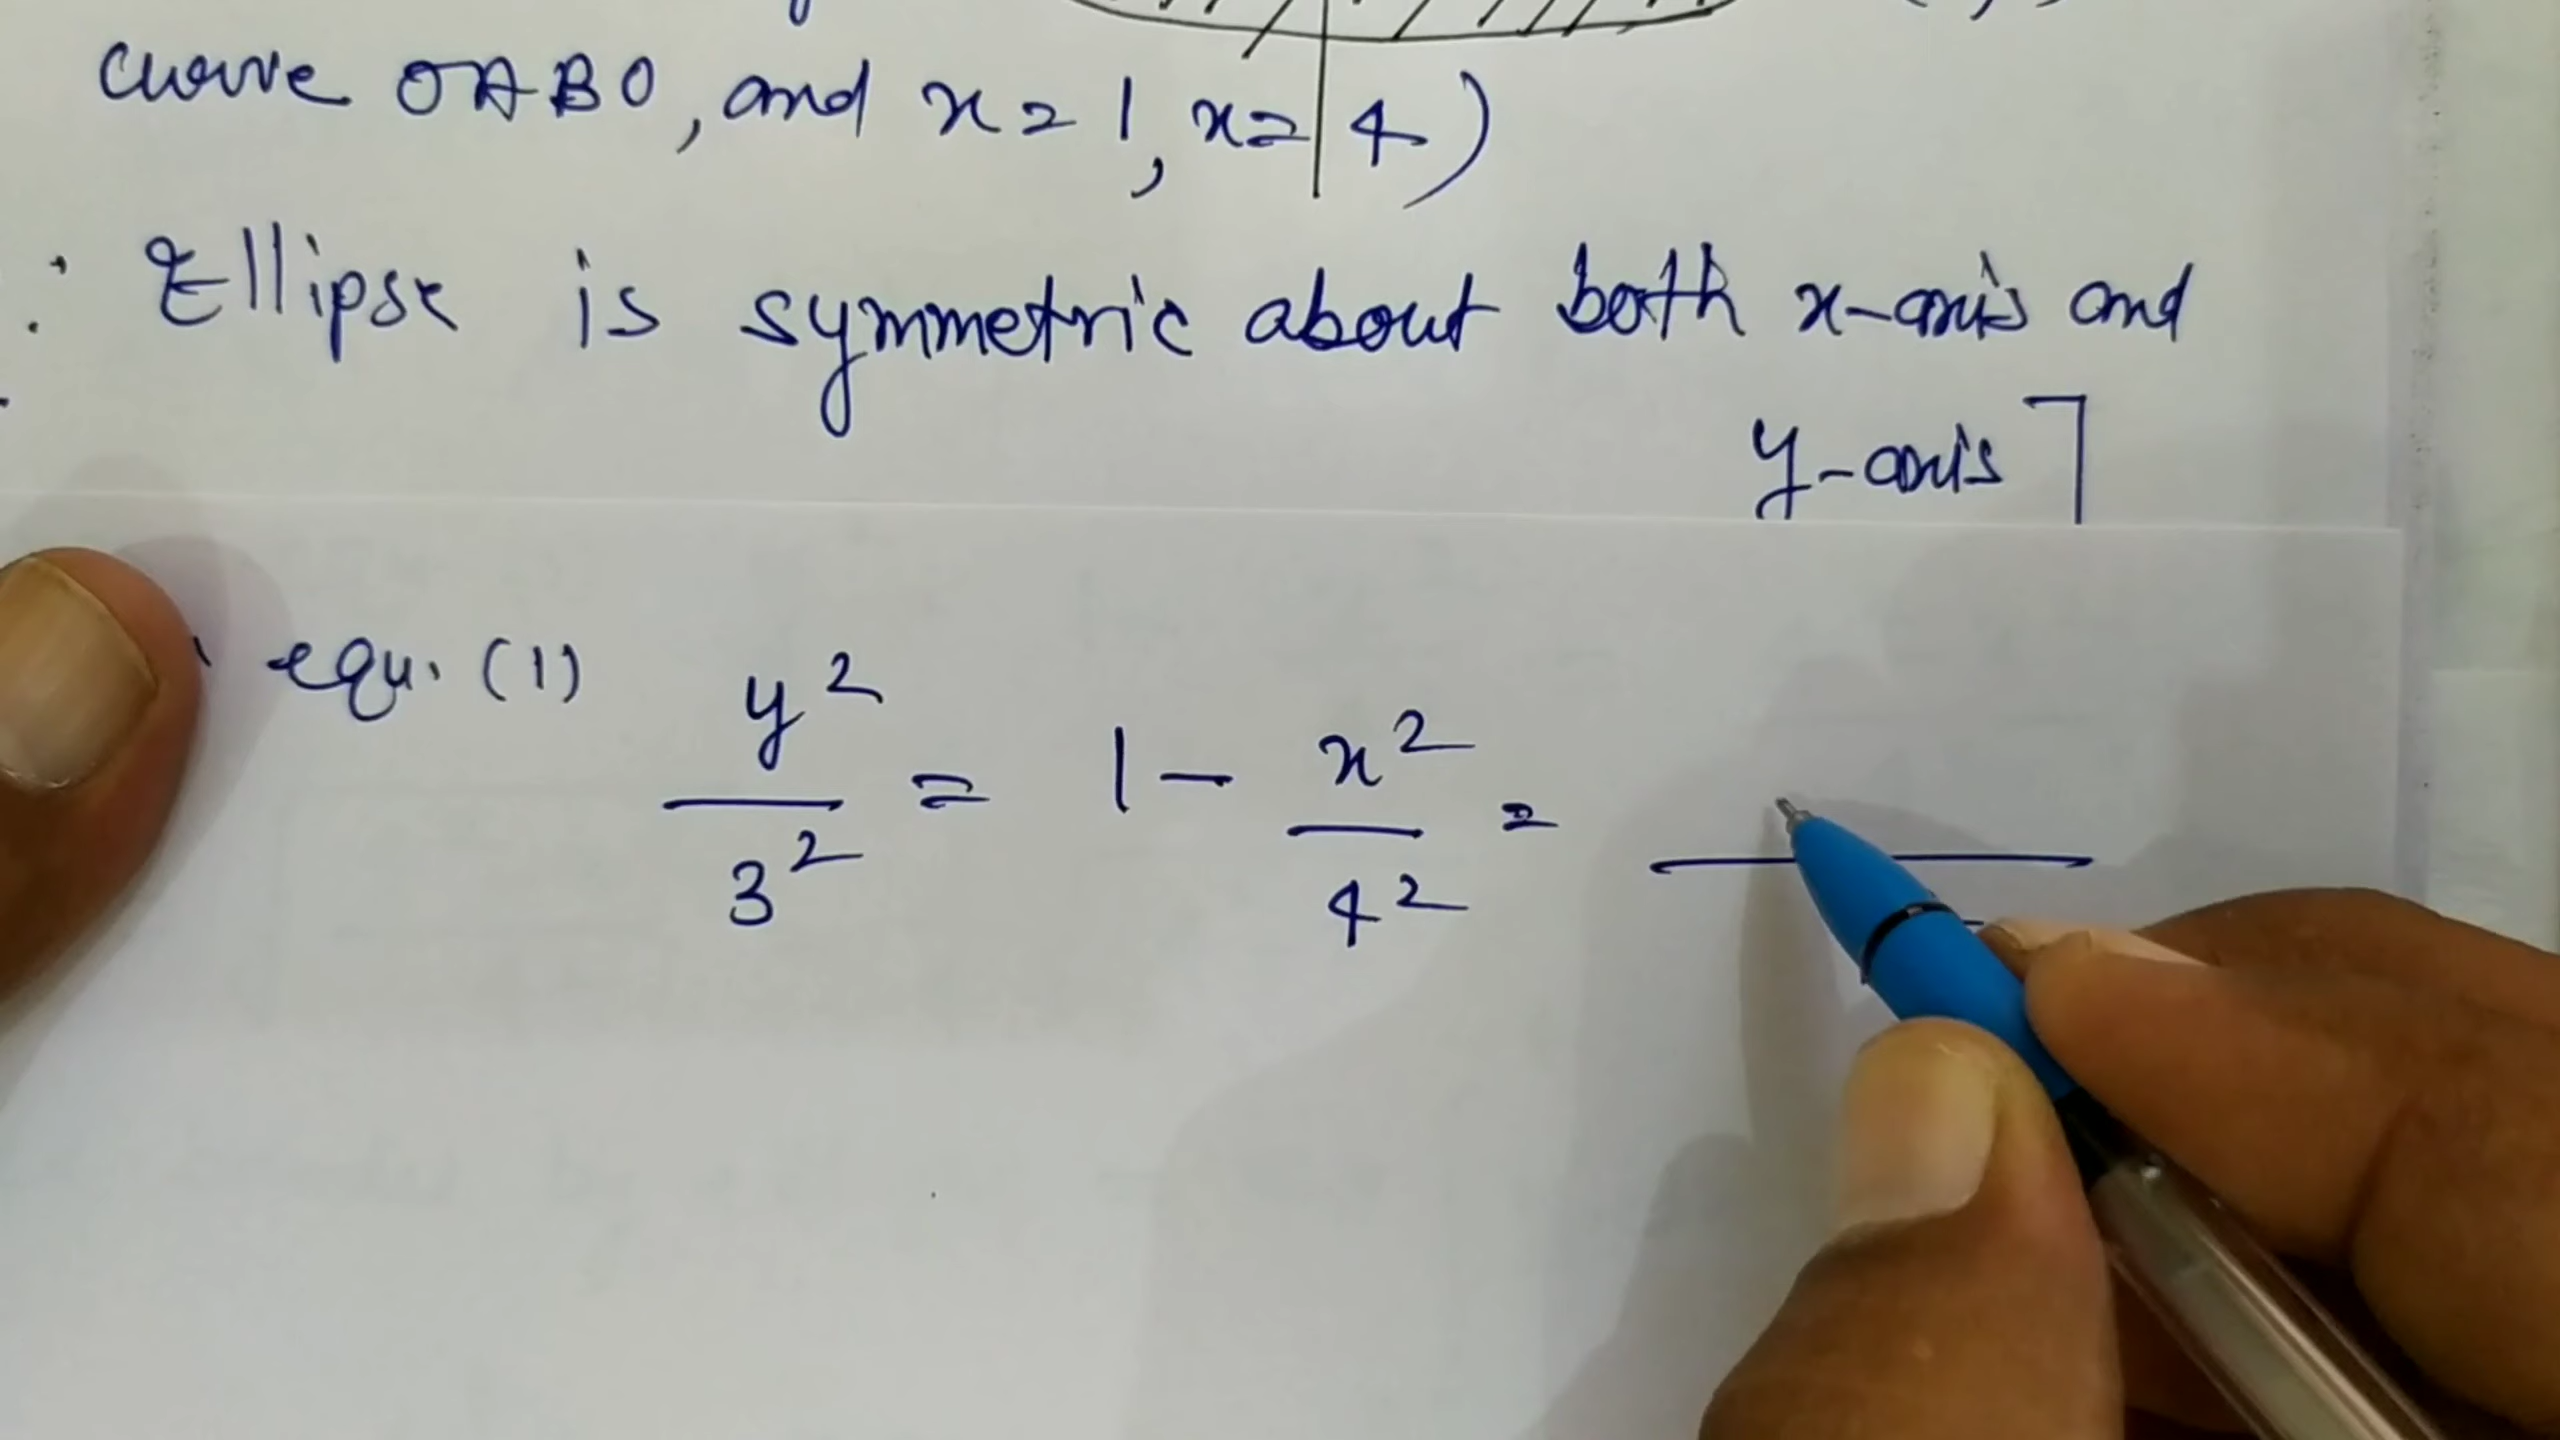 curve OABO, and x = 1, x = 4)
∵ Ellipse is symmetric about both x-axis and
y-axis]
equ. (1) y²/3² = 1 - x²/4² =